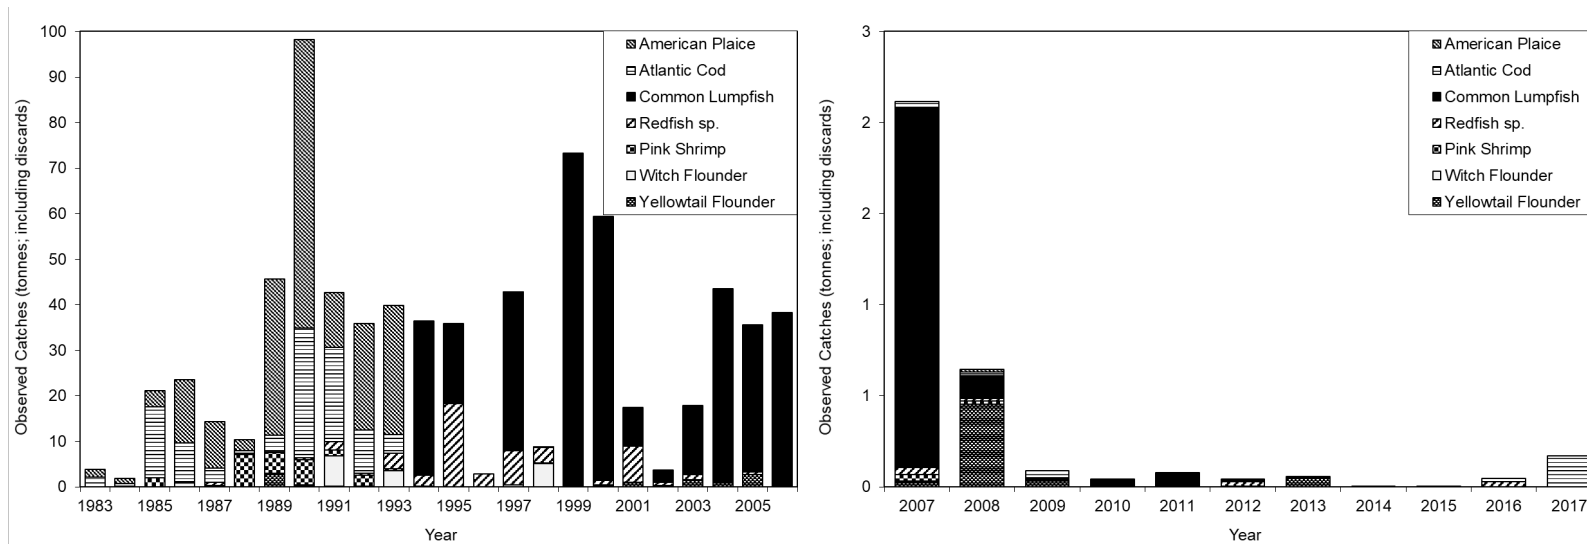 Observed Catches (tonnes; including discards)
100
90
80
70
60
50
40
30
20
10
0
American Plaice
Atlantic Cod
Common Lumpfish
Redfish sp.
Pink Shrimp
Witch Flounder
Yellowtail Flounder
1983 1985 1987 1989 1991 1993 1995 1997 1999 2001 2003 2005
Year
Observed Catches (tonnes; including discards)
3
2
2
1
1
0
American Plaice
Atlantic Cod
Common Lumpfish
Redfish sp.
Pink Shrimp
Witch Flounder
Yellowtail Flounder
2007 2008 2009 2010 2011 2012 2013 2014 2015 2016 2017
Year